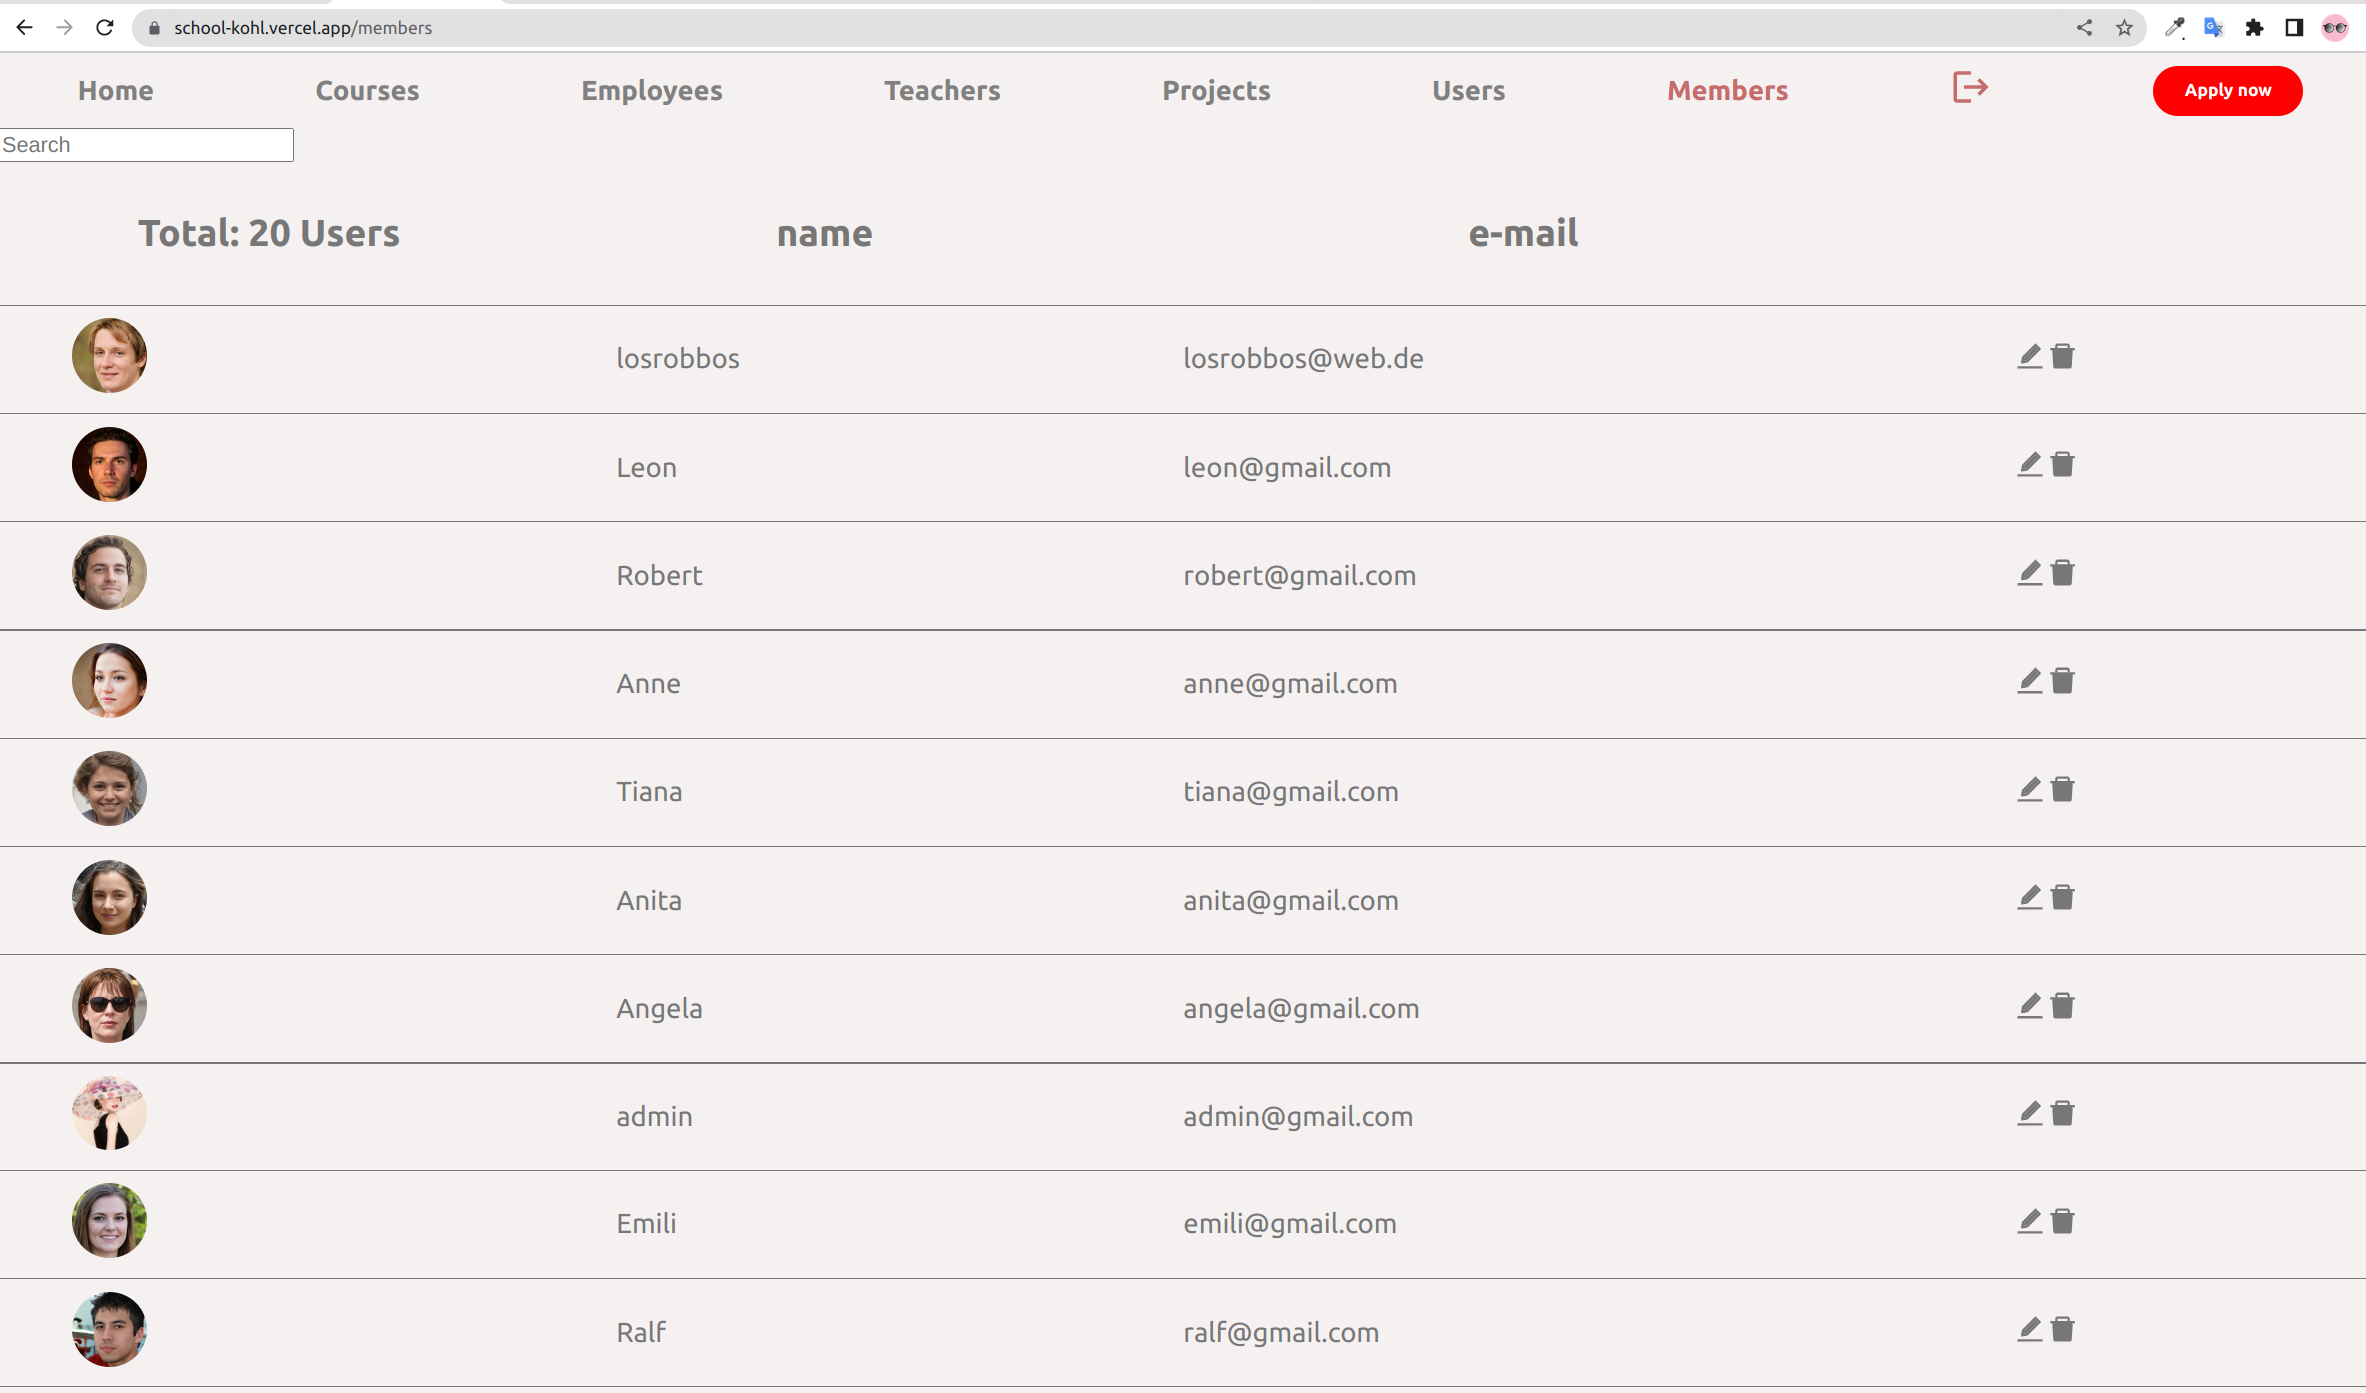 school-kohl.vercel.app/members
Home Courses Employees Teachers Projects Users Members Apply now
Search
Total: 20 Users name e-mail
losrobbos losrobbos@web.de
Leon leon@gmail.com
Robert robert@gmail.com
Anne anne@gmail.com
Tiana tiana@gmail.com
Anita anita@gmail.com
Angela angela@gmail.com
admin admin@gmail.com
Emili emili@gmail.com
Ralf ralf@gmail.com